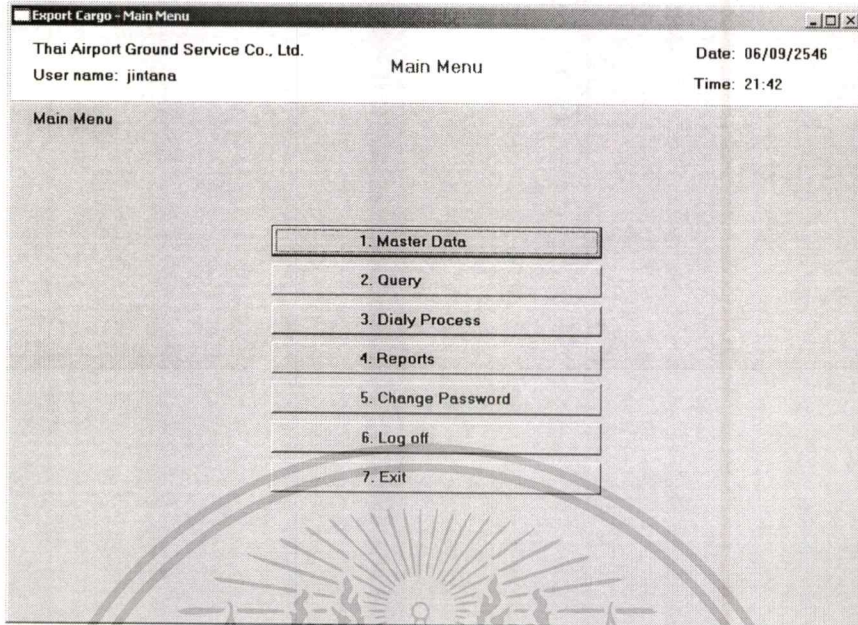 Export Cargo - Main Menu
Thai Airport Ground Service Co., Ltd.
User name: jintana
Main Menu
Date: 06/09/2546
Time: 21:42
Main Menu
1. Master Data
2. Query
3. Dialy Process
4. Reports
5. Change Password
6. Log off
7. Exit